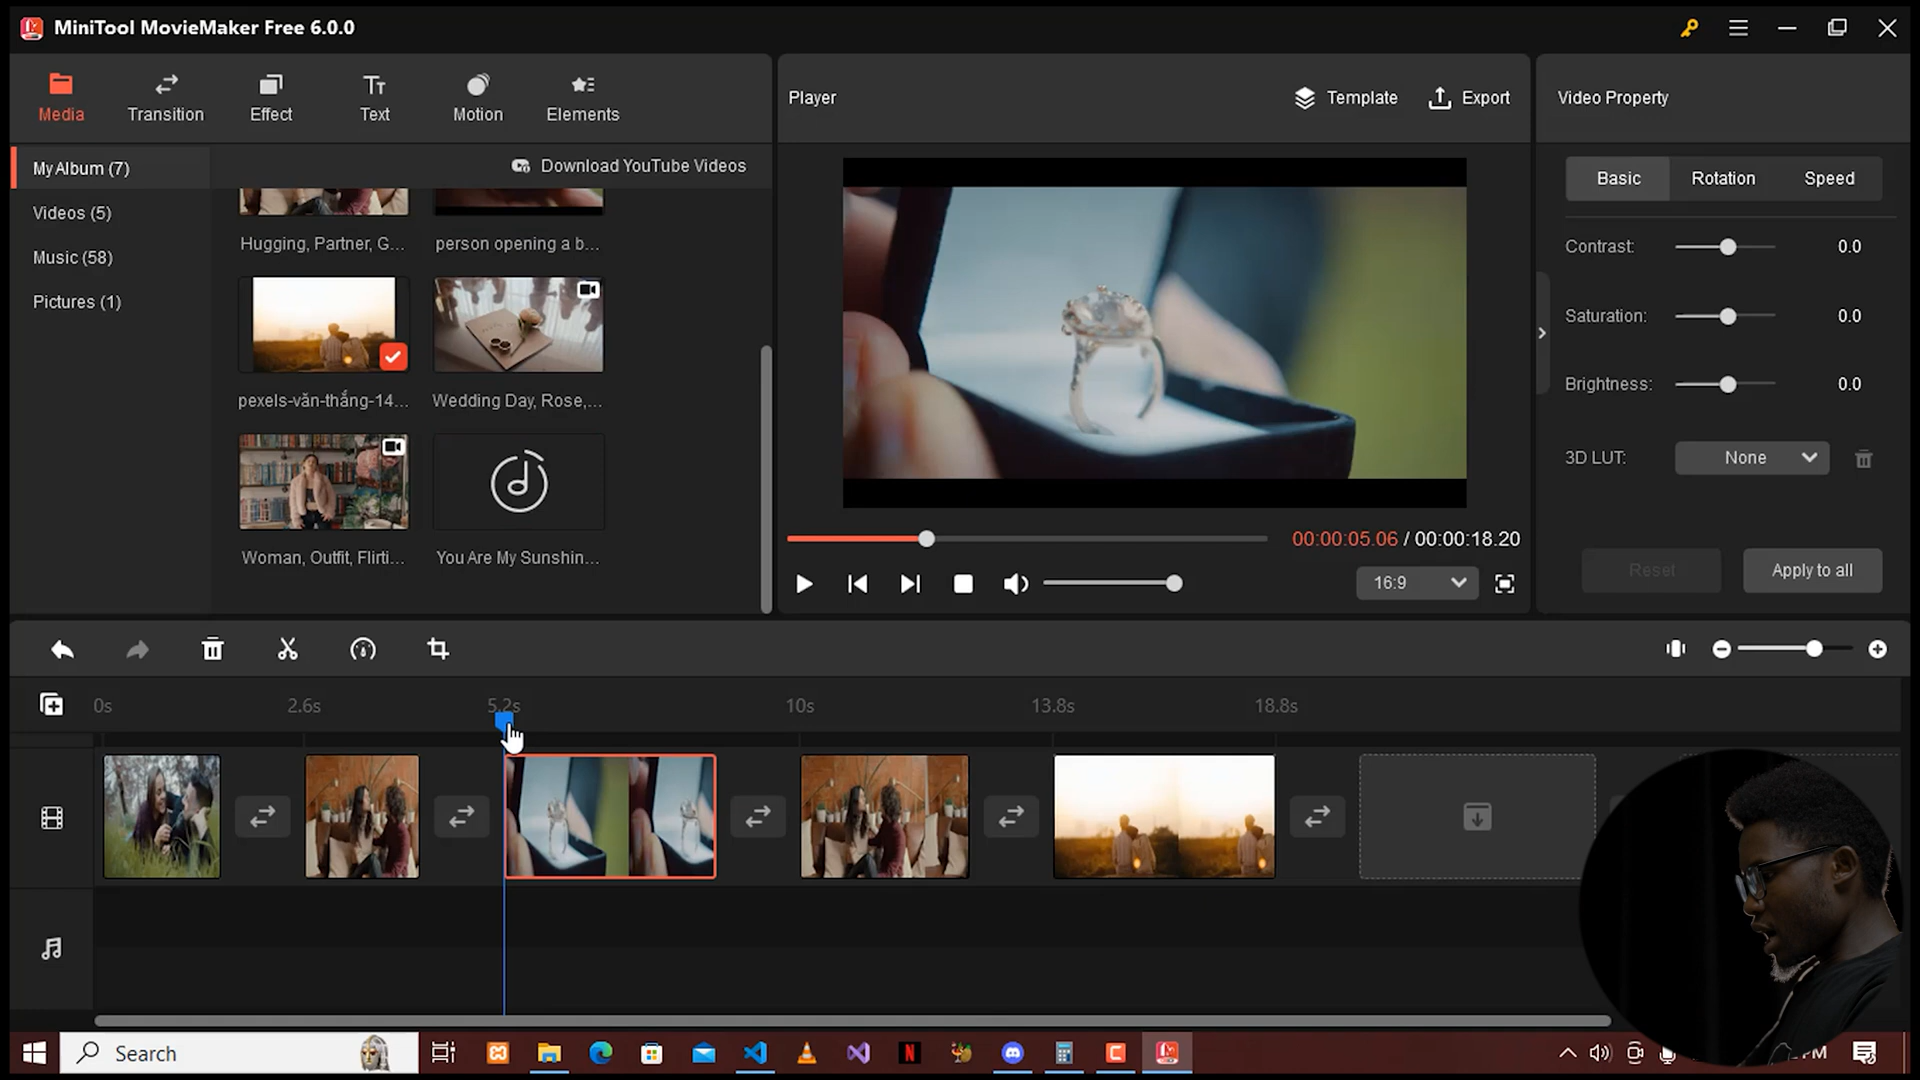 MiniTool MovieMaker Free 6.0.0
Media
Transition
Effect
Text
Motion
Elements
Player
Template
Export
Video Property
My Album (7)
Videos (5)
Music (58)
Pictures (1)
Download YouTube Videos
Hugging, Partner, G...
person opening a b...
pexels-văn-thắng-14...
Wedding Day, Rose,...
Woman, Outfit, Flirti...
You Are My Sunshin...
00:00:05.06 / 00:00:18.20
16:9
Basic
Rotation
Speed
Contrast:
0.0
Saturation:
0.0
Brightness:
0.0
3D LUT:
None
Reset
Apply to all
0s
2.6s
5.2s
10s
13.8s
18.8s
Search
PM